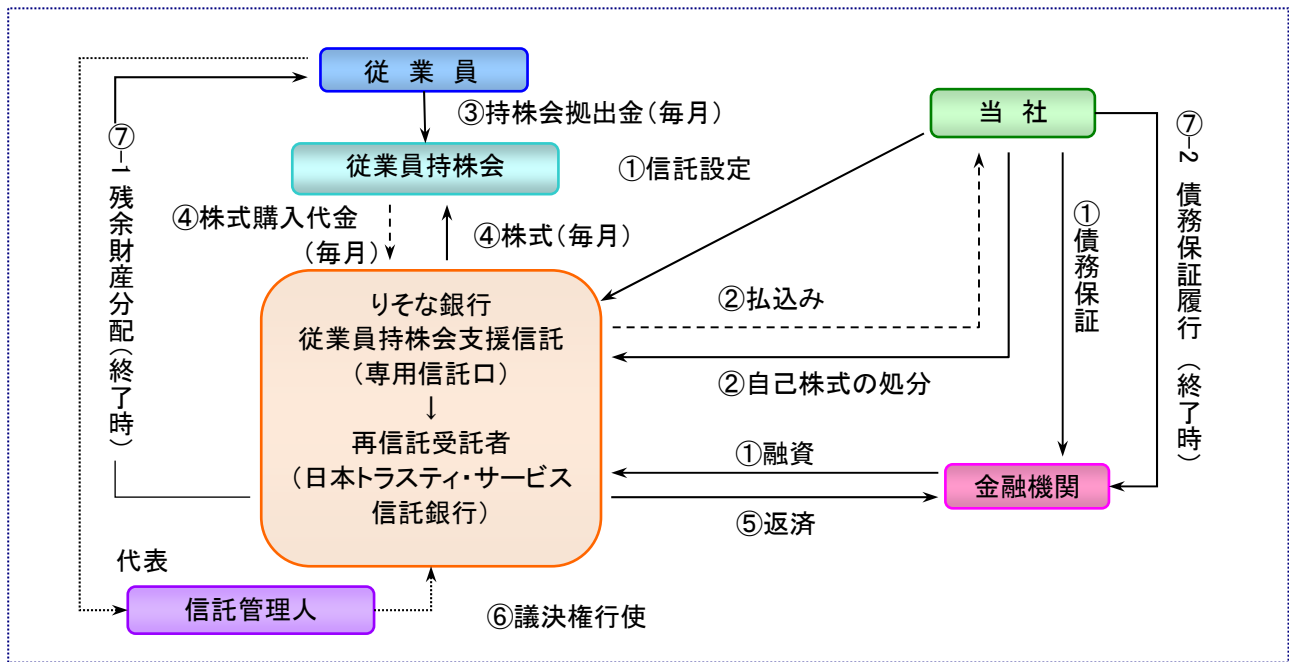 従 業 員
③持株会拠出金(毎月)
当 社
従業員持株会
①信託設定
④株式購入代金
(毎月)
④株式(毎月)
⑦-1 残余財産分配(終了時)
⑦-2 債務保証履行 (終了時)
①債務保証
りそな銀行
従業員持株会支援信託
(専用信託口)
↓
再信託受託者
(日本トラスティ・サービス
信託銀行)
②払込み
②自己株式の処分
①融資
金融機関
⑤返済
代表
信託管理人
⑥議決権行使